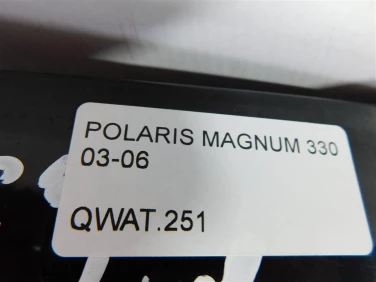 POLARIS MAGNUM 330
03-06
QWAT.251